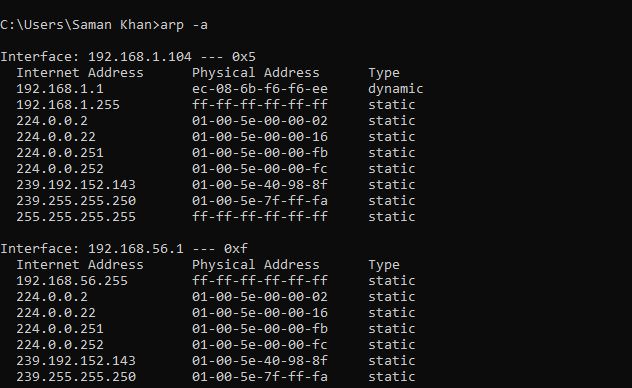 C:\Users\Saman Khan>arp -a
Interface: 192.168.1.104 --- 0x5
Internet Address Physical Address Type
192.168.1.1 ec-08-6b-f6-f6-ee dynamic
192.168.1.255 ff-ff-ff-ff-ff-ff static
224.0.0.2 01-00-5e-00-00-02 static
224.0.0.22 01-00-5e-00-00-16 static
224.0.0.251 01-00-5e-00-00-fb static
224.0.0.252 01-00-5e-00-00-fc static
239.192.152.143 01-00-5e-40-98-8f static
239.255.255.250 01-00-5e-7f-ff-fa static
255.255.255.255 ff-ff-ff-ff-ff-ff static
Interface: 192.168.56.1 --- 0xf
Internet Address Physical Address Type
192.168.56.255 ff-ff-ff-ff-ff-ff static
224.0.0.2 01-00-5e-00-00-02 static
224.0.0.22 01-00-5e-00-00-16 static
224.0.0.251 01-00-5e-00-00-fb static
224.0.0.252 01-00-5e-00-00-fc static
239.192.152.143 01-00-5e-40-98-8f static
239.255.255.250 01-00-5e-7f-ff-fa static